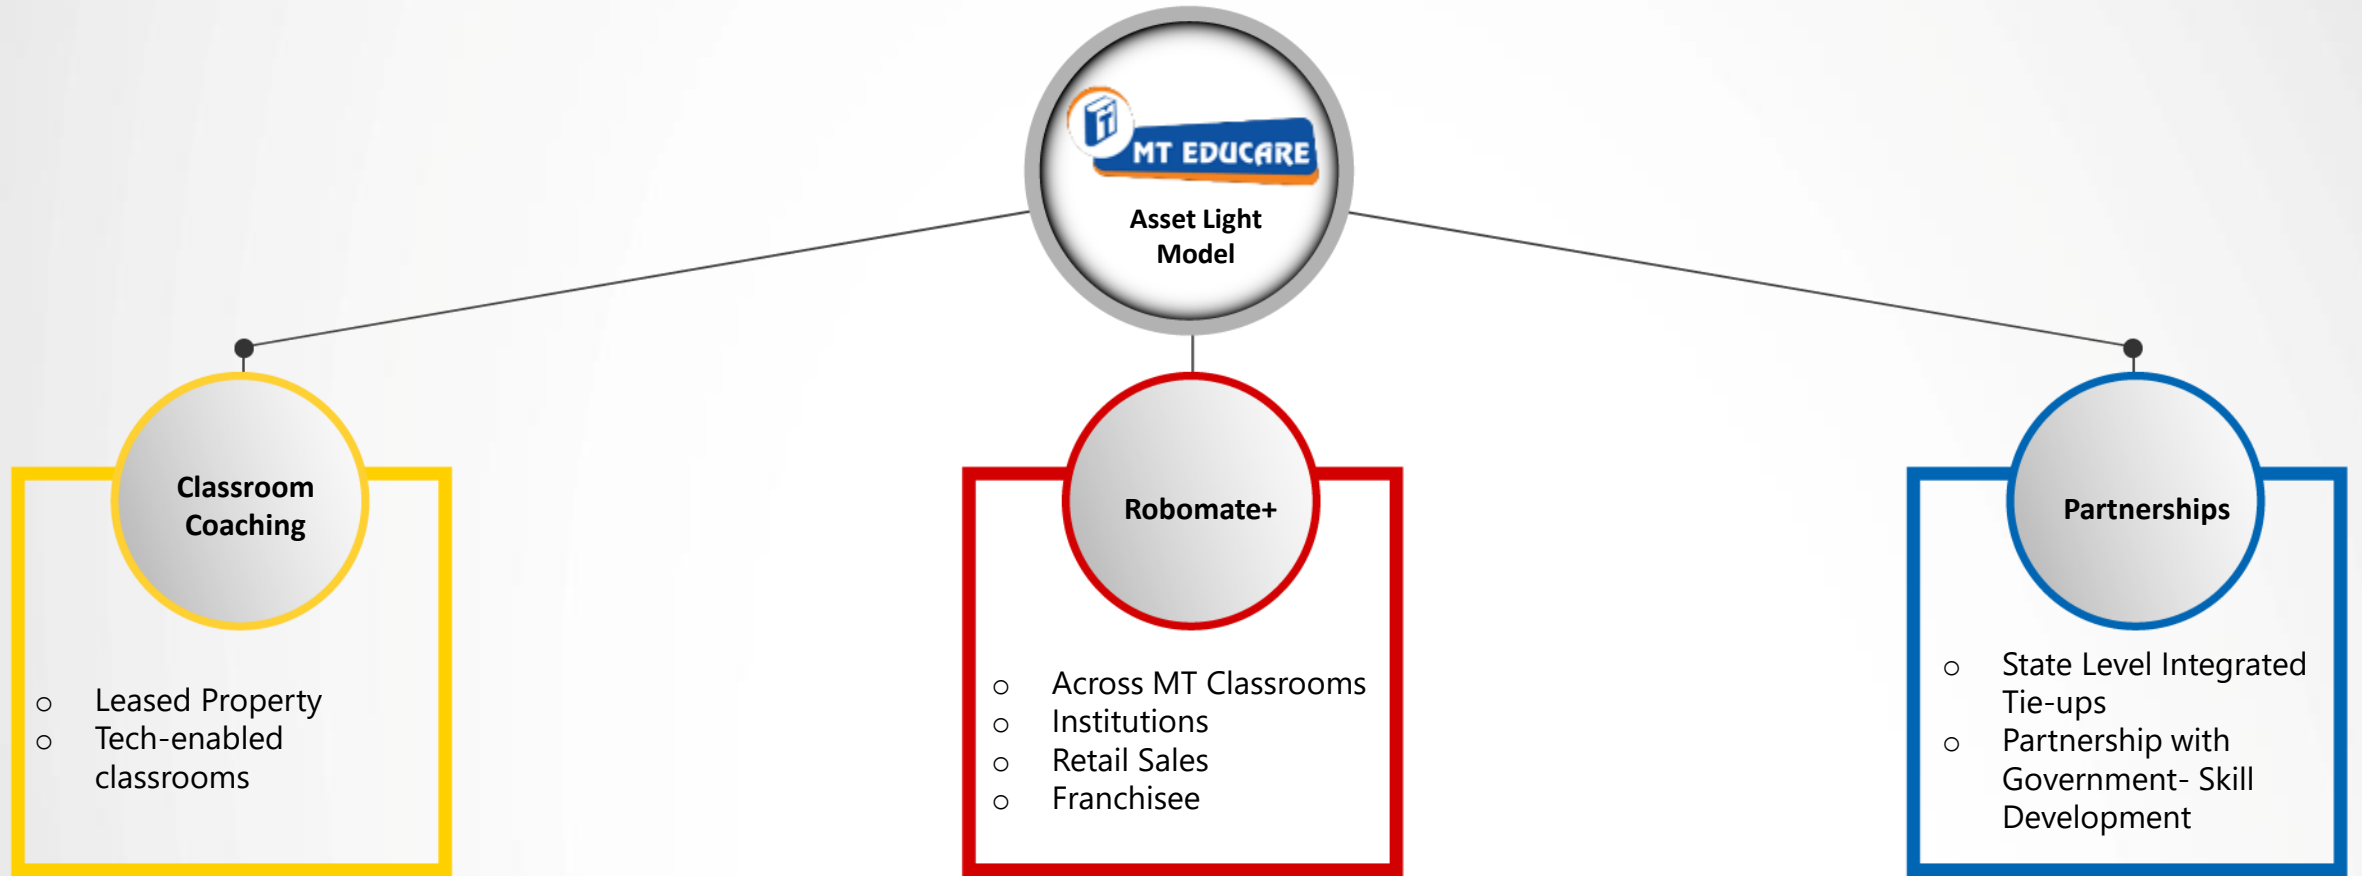 MT EDUCARE
Asset Light
Model
Classroom
Coaching
o Leased Property
o Tech-enabled
classrooms
Robomate+
o Across MT Classrooms
o Institutions
o Retail Sales
o Franchisee
Partnerships
o State Level Integrated
Tie-ups
o Partnership with
Government- Skill
Development